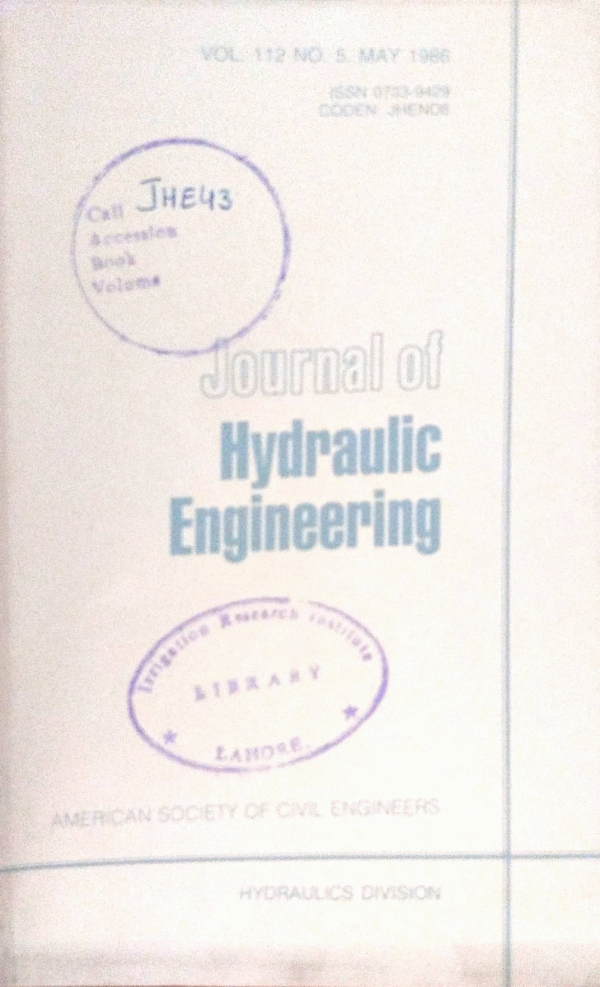 VOL. 112 NO. 5. MAY 1986
ISSN 0733-9429
CODEN: JHEND8
Call JHE43
Accession
Book
Volume
Journal of
Hydraulic
Engineering
Irrigation Research Institute
LIBRARY
LAHORE.
AMERICAN SOCIETY OF CIVIL ENGINEERS
HYDRAULICS DIVISION